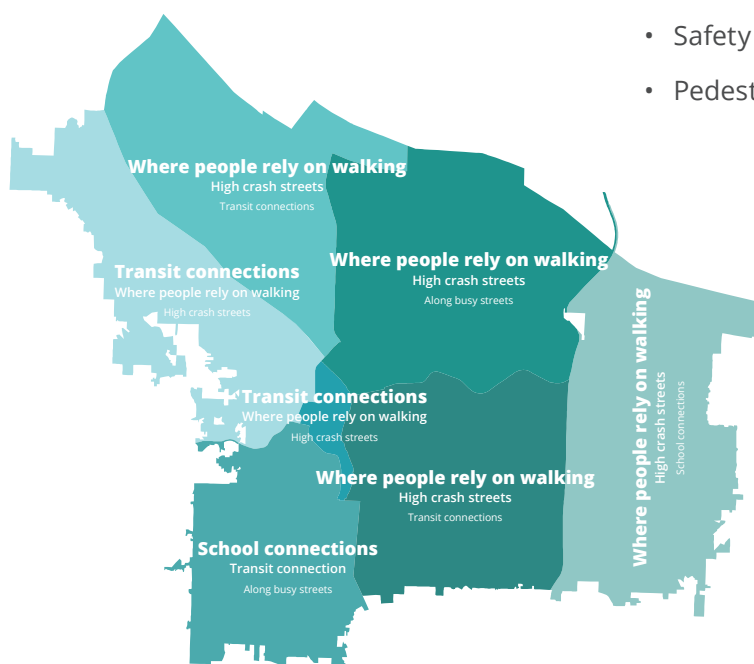 • Safety
• Pedest
Where people rely on walking
High crash streets
Transit connections
Where people rely on walking
High crash streets
Along busy streets
Transit connections
Where people rely on walking
High crash streets
Where people rely on walking
High crash streets
School connections
Transit connections
Where people rely on walking
High crash streets
Where people rely on walking
High crash streets
Transit connections
School connections
Transit connection
Along busy streets